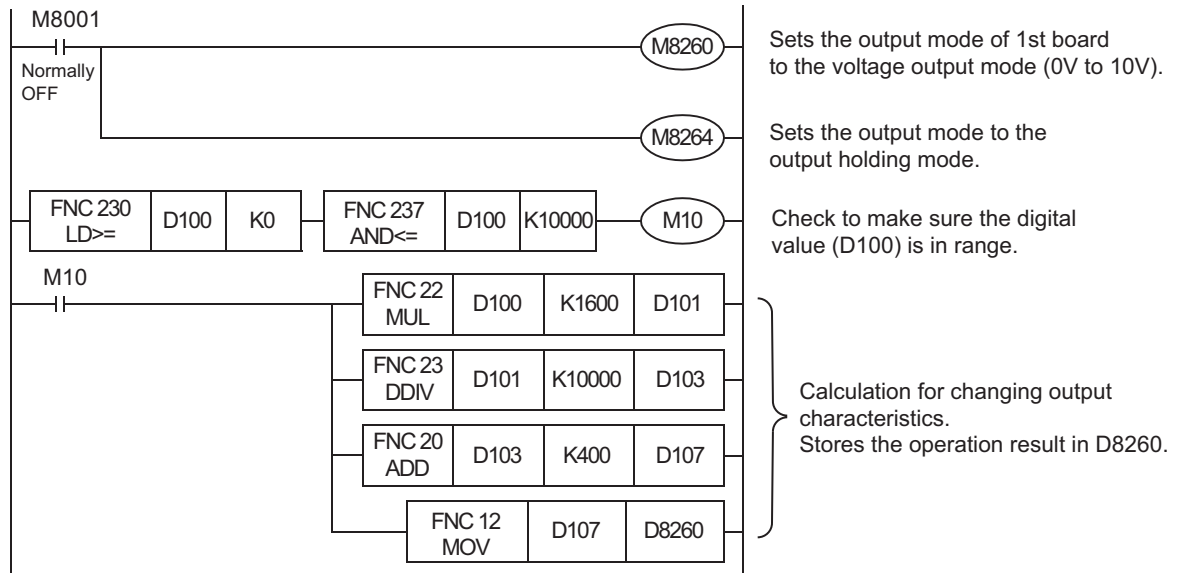 M8001
Normally
OFF
M8260
Sets the output mode of 1st board
to the voltage output mode (0V to 10V).
M8264
Sets the output mode to the
output holding mode.
FNC 230
LD>=
D100
K0
FNC 237
AND<=
D100
K10000
M10
Check to make sure the digital
value (D100) is in range.
M10
FNC 22
MUL
D100
K1600
D101
FNC 23
DDIV
D101
K10000
D103
FNC 20
ADD
D103
K400
D107
FNC 12
MOV
D107
D8260
Calculation for changing output
characteristics.
Stores the operation result in D8260.